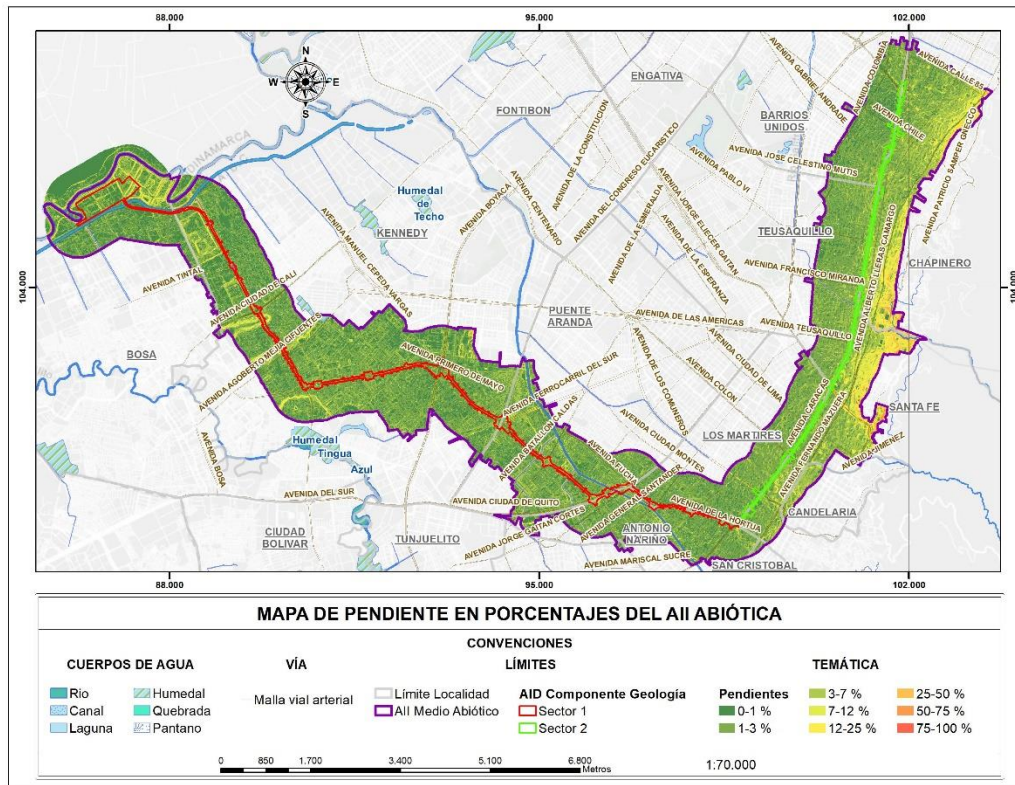 88.000
95.000
102.000
N
W
E
S
ENGATIVA
AVENIDA GABRIEL ANDRADE
AVENIDA COLOMBIA
AVENIDA CALLE 85
FONTIBON
BARRIOS
UNIDOS
AVENIDA CHILE
AVENIDA DE LA CONSTITUCION
AVENIDA DEL CONGRESO EUCARISTICO
AVENIDA JOSE CELESTINO MUTIS
AVENIDA PABLO VI
AVENIDA PATRICIO SAMPER GNECCO
DINAMARCA
Humedal
de
Techo
AVENIDA BOYACA
AVENIDA CENTENARIO
AVENIDA DE LA ESMERALDA
AVENIDA JORGE ELIECER GAITAN
AVENIDA DE LA ESPERANZA
KENNEDY
TEUSAQUILLO
AVENIDA MANUEL CEPEDA VARGAS
AVENIDA FRANCISCO MIRANDA
AVENIDA ALBERTO LLERAS CAMARGO
CHAPINERO
AVENIDA TINTAL
AVENIDA CIUDAD DE CALI
104.000
104.000
PUENTE
ARANDA
AVENIDA DE LAS AMERICAS
AVENIDA TEUSAQUILLO
BOSA
AVENIDA AGOBERTO MEJIA CIFUENTES
AVENIDA PRIMERO DE MAYO
AVENIDA FERROCARRIL DEL SUR
AVENIDA DE LOS COMUNEROS
AVENIDA COLON
AVENIDA CIUDAD DE LIMA
AVENIDA CARACAS
AVENIDA FERNANDO MAZUERA
SANTA FE
AVENIDA BATALLON CALDAS
AVENIDA CIUDAD MONTES
LOS MARTIRES
AVENIDA JIMENEZ
AVENIDA BOSA
Humedal
Tingua
Azul
AVENIDA FUCHA
AVENIDA DEL SUR
AVENIDA CIUDAD DE QUITO
AVENIDA GENERAL SANTANDER
AVENIDA DE LA HORTUA
CANDELARIA
CIUDAD
BOLIVAR
TUNJUELITO
AVENIDA JORGE GAITAN CORTES
ANTONIO
NARIÑO
AVENIDA MARISCAL SUCRE
SAN CRISTOBAL
88.000
95.000
102.000
MAPA DE PENDIENTE EN PORCENTAJES DEL AII ABIÓTICA
CONVENCIONES
CUERPOS DE AGUA
VÍA
LÍMITES
TEMÁTICA
Rio
Canal
Laguna
Humedal
Quebrada
Pantano
Malla vial arterial
Límite Localidad
AII Medio Abiótico
AID Componente Geología
Sector 1
Sector 2
Pendientes
0-1 %
1-3 %
3-7 %
7-12 %
12-25 %
25-50 %
50-75 %
75-100 %
0 850 1.700 3.400 5.100 6.800
Metros
1:70.000